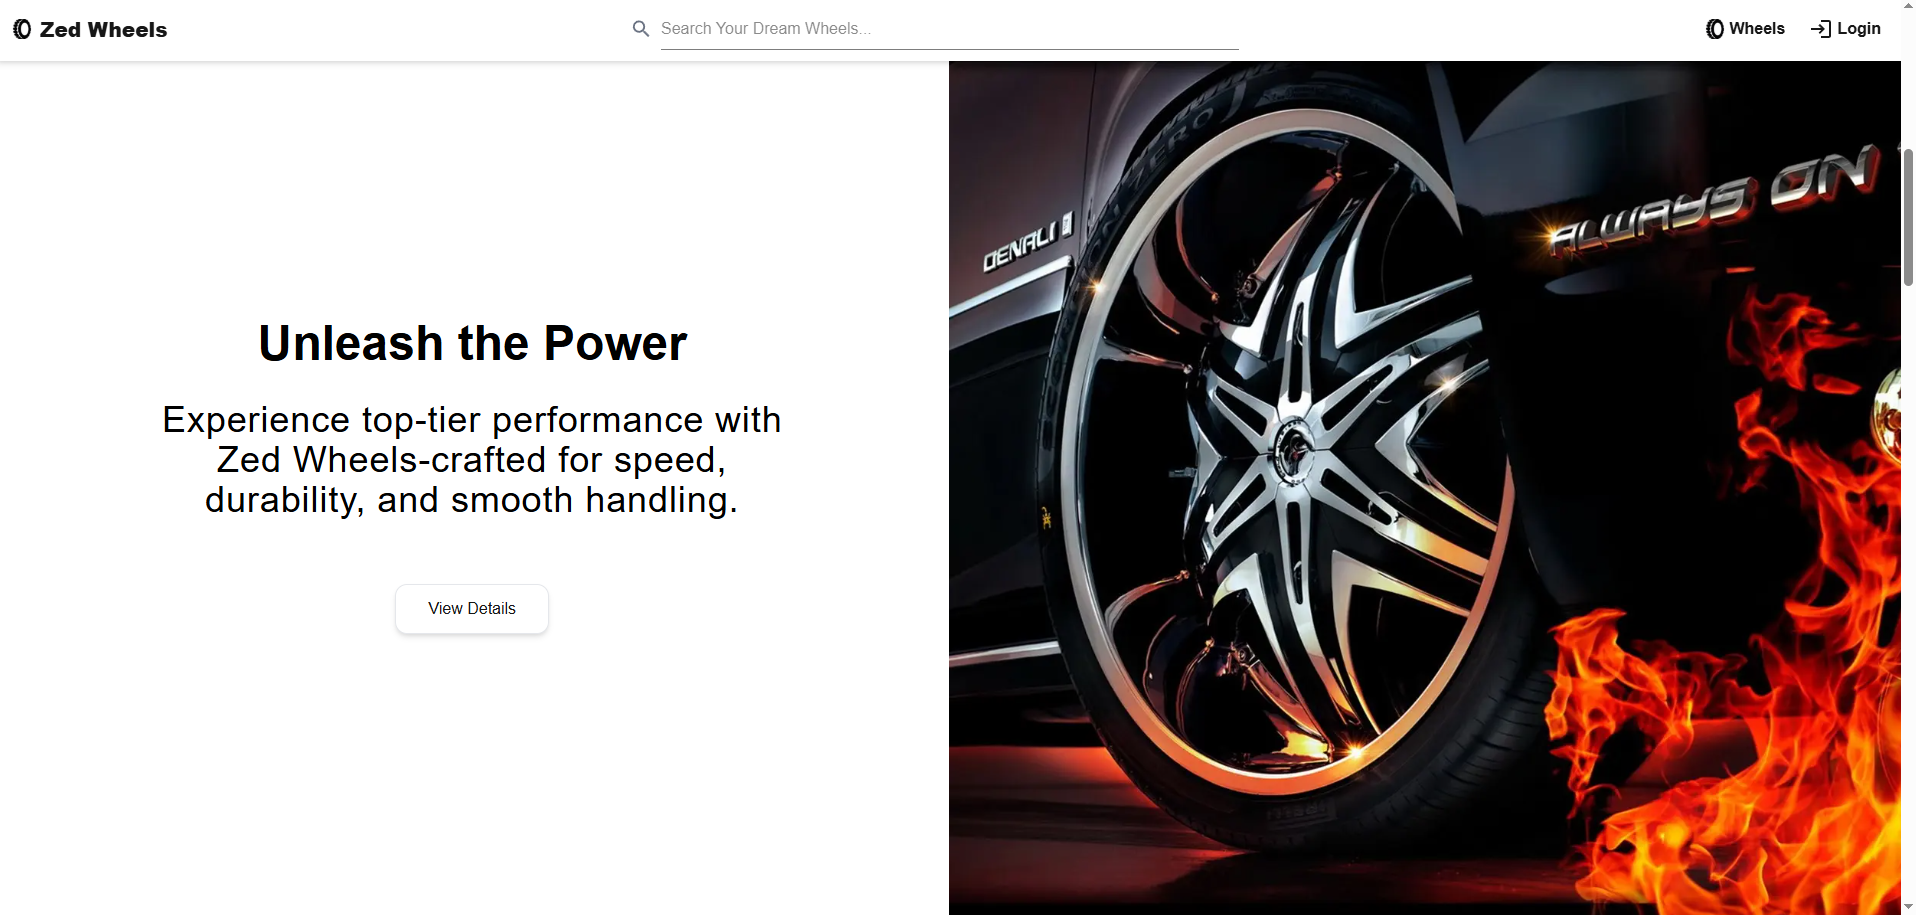 Zed Wheels
Search Your Dream Wheels...
Wheels
Login
DENALI
ALWAYS ON
Unleash the Power
Experience top-tier performance with
Zed Wheels-crafted for speed,
durability, and smooth handling.
View Details